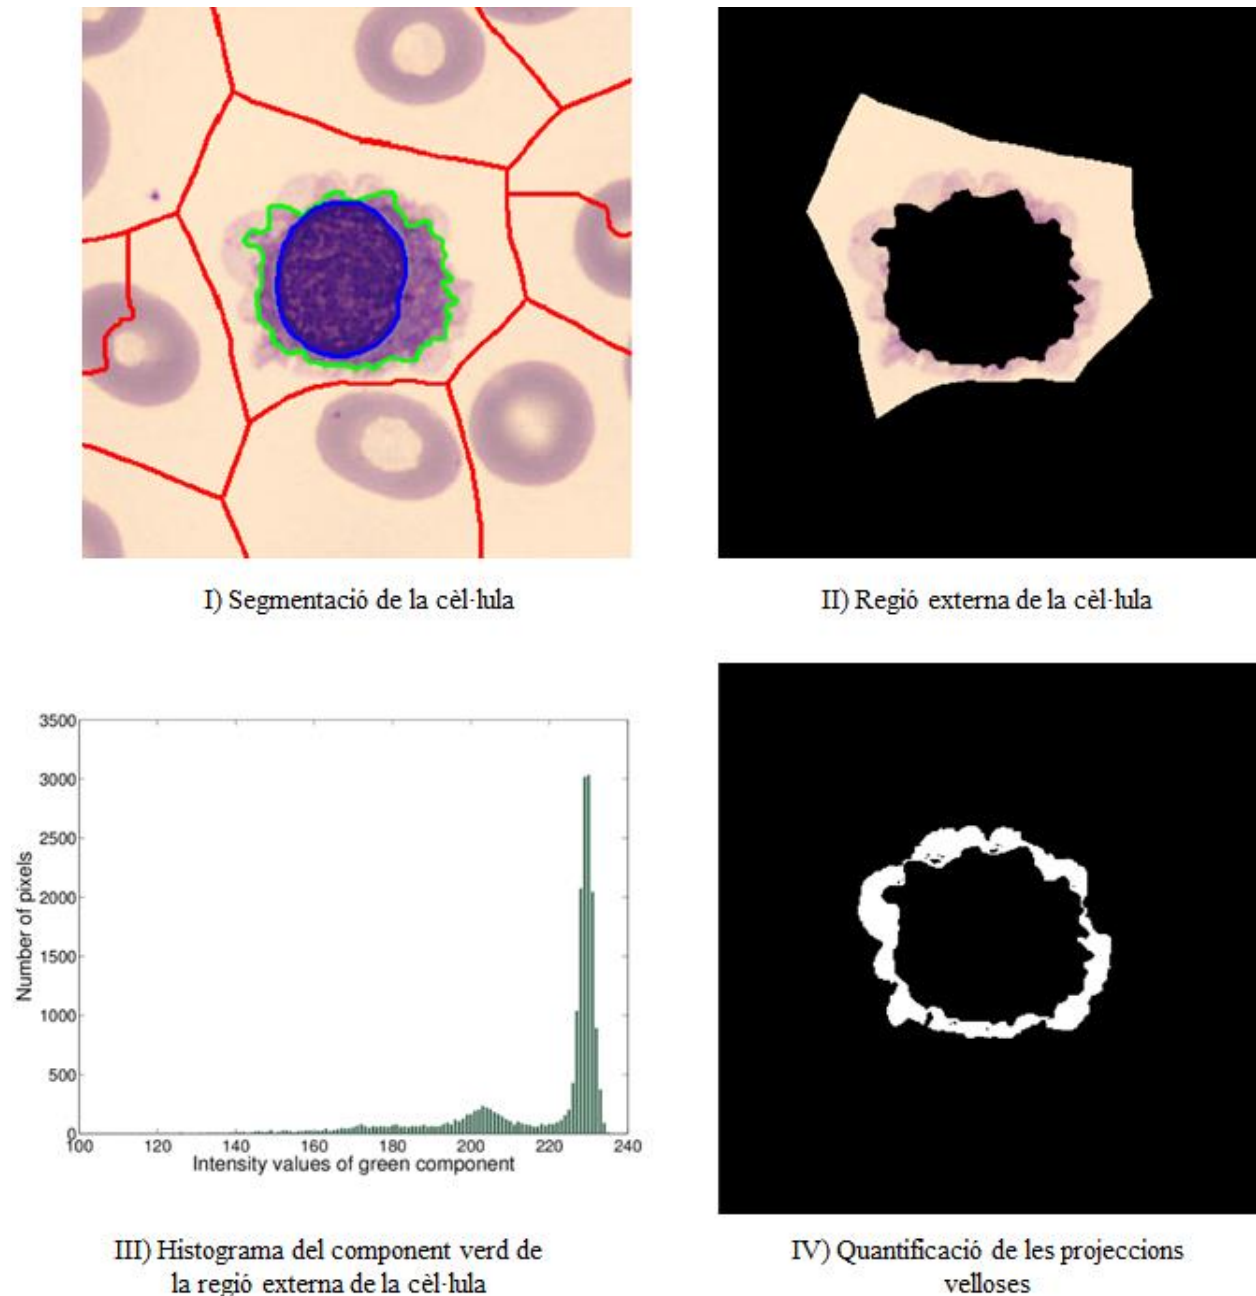 I) Segmentació de la cèl·lula
II) Regió externa de la cèl·lula
3500
3000
2500
2000
1500
1000
500
0
Number of pixels
100 120 140 160 180 200 220 240
Intensity values of green component
III) Histograma del component verd de
la regió externa de la cèl·lula
IV) Quantificació de les projeccions
velloses